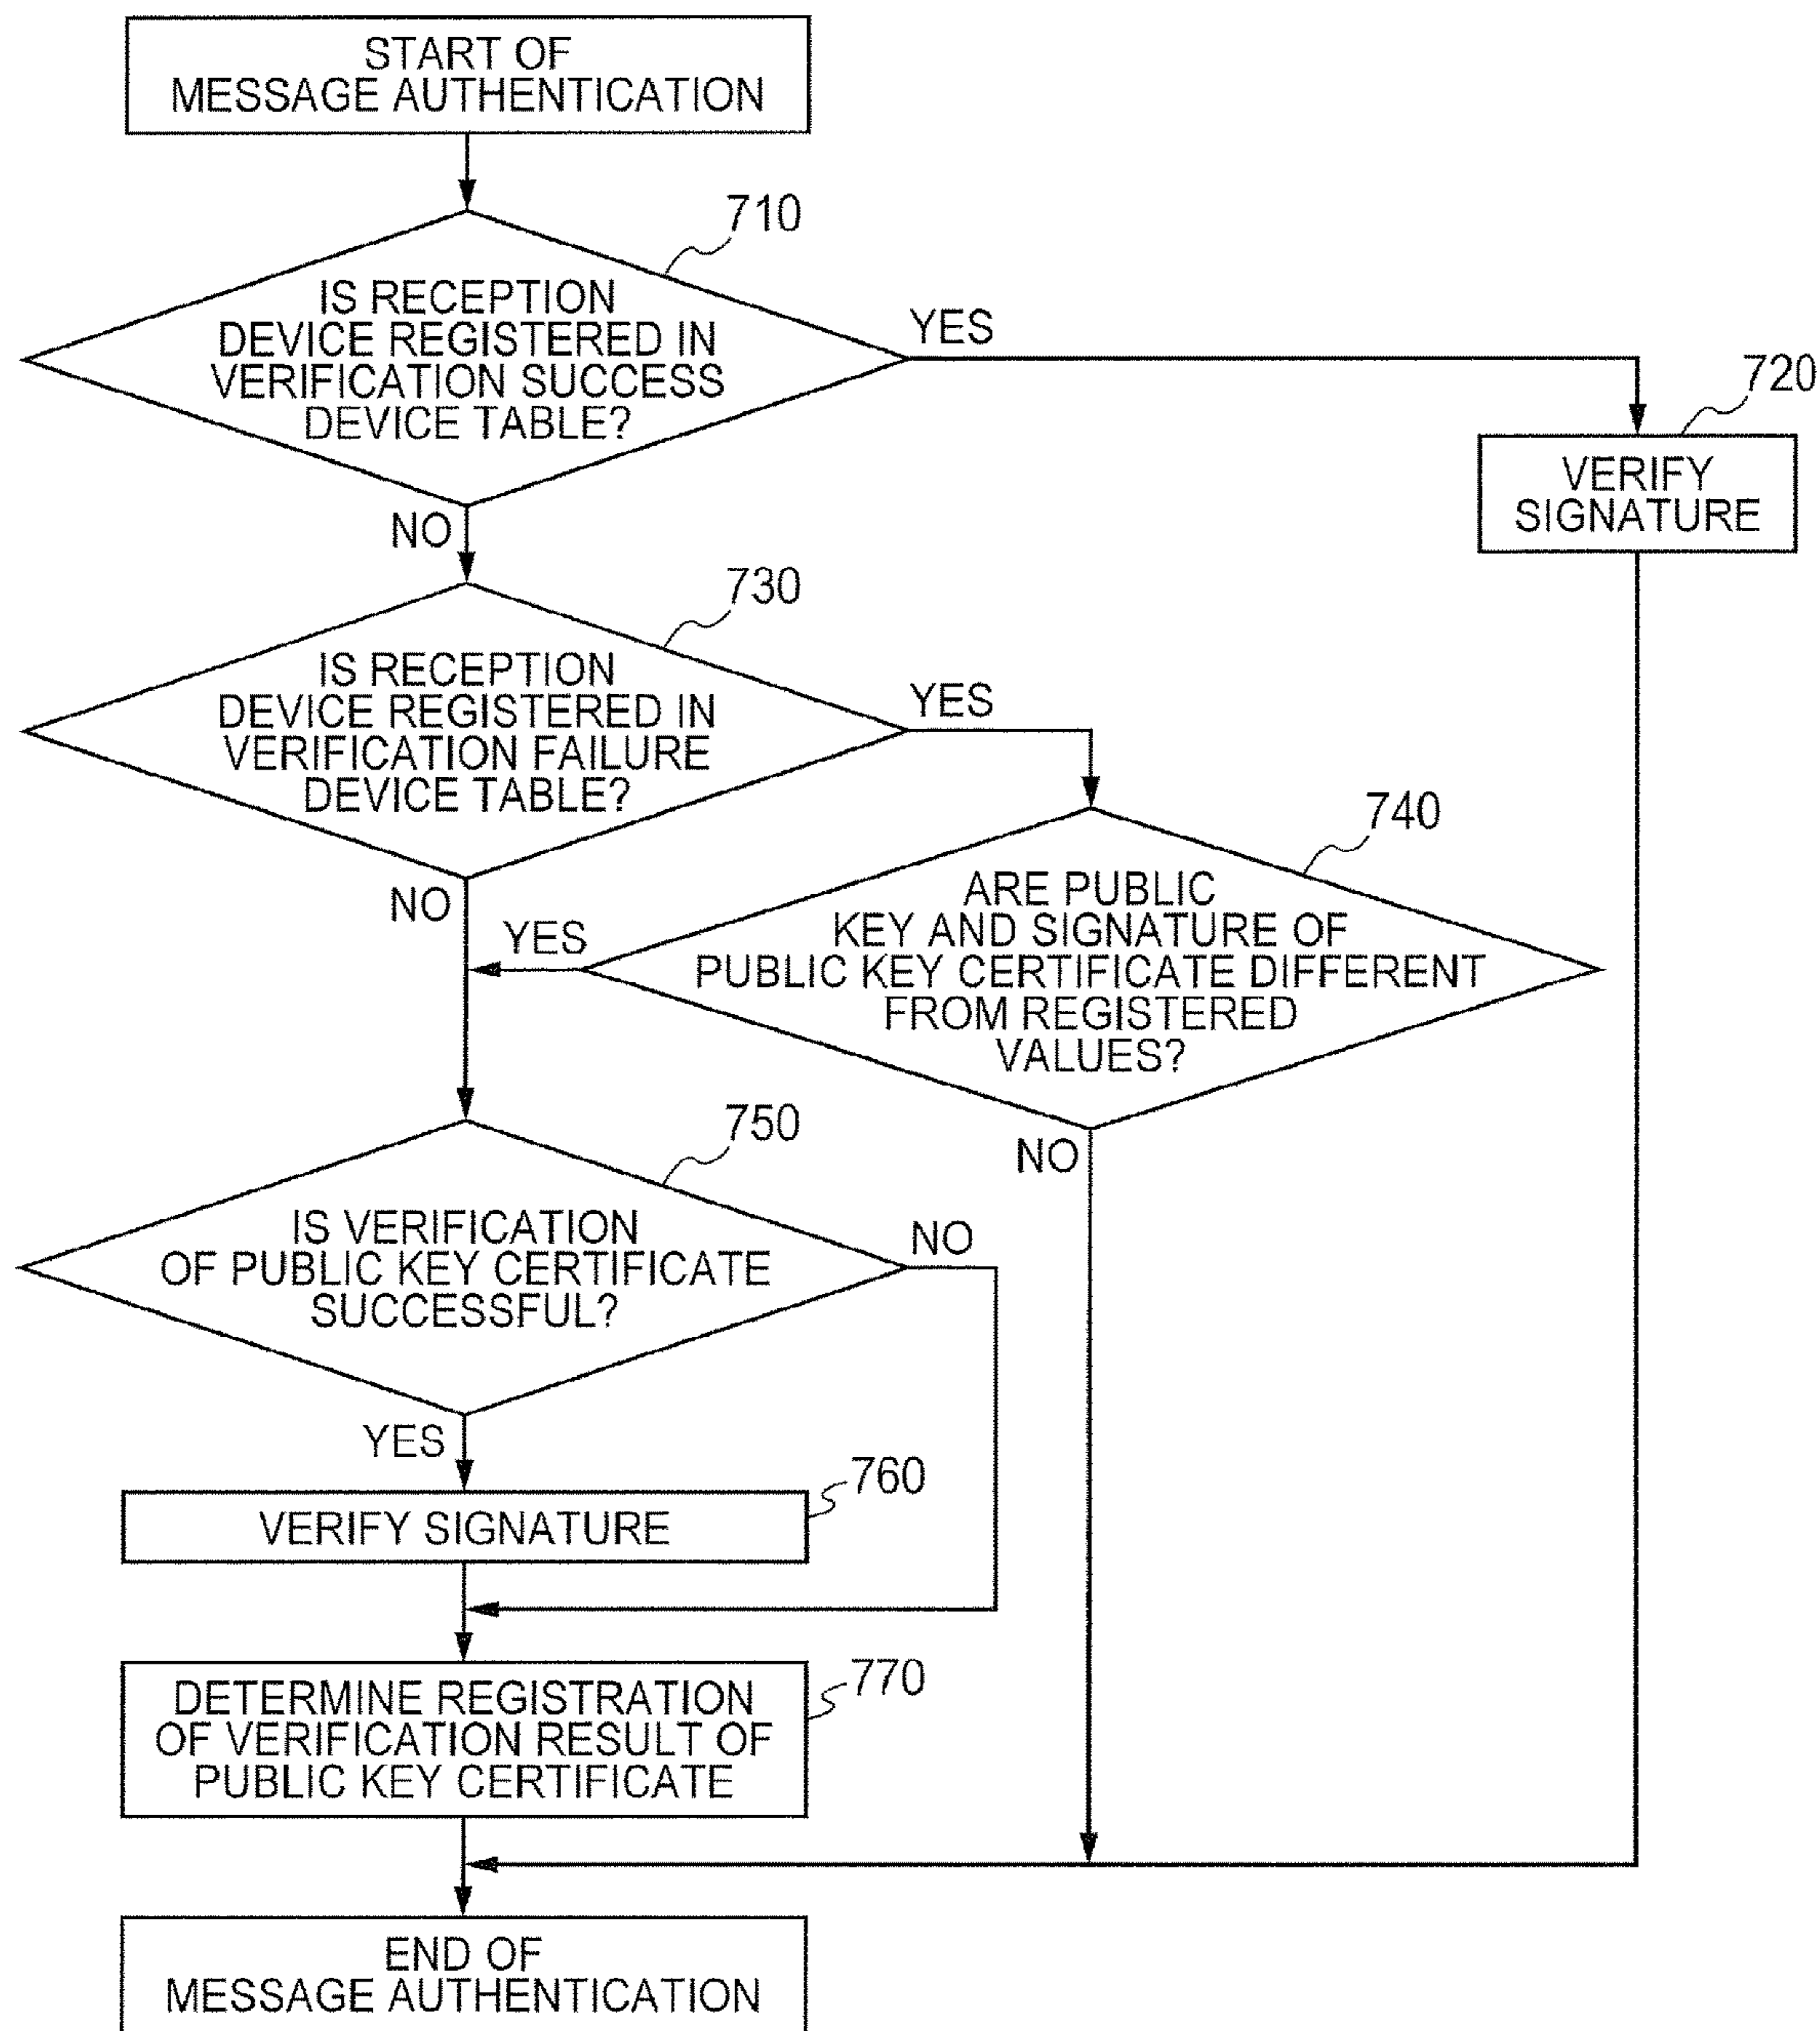 START OF
MESSAGE AUTHENTICATION
710
IS RECEPTION
DEVICE REGISTERED IN
VERIFICATION SUCCESS
DEVICE TABLE?
YES
NO
720
VERIFY
SIGNATURE
730
IS RECEPTION
DEVICE REGISTERED IN
VERIFICATION FAILURE
DEVICE TABLE?
YES
NO
740
ARE PUBLIC
KEY AND SIGNATURE OF
PUBLIC KEY CERTIFICATE DIFFERENT
FROM REGISTERED
VALUES?
YES
NO
750
IS VERIFICATION
OF PUBLIC KEY CERTIFICATE
SUCCESSFUL?
NO
YES
760
VERIFY SIGNATURE
770
DETERMINE REGISTRATION
OF VERIFICATION RESULT OF
PUBLIC KEY CERTIFICATE
END OF
MESSAGE AUTHENTICATION